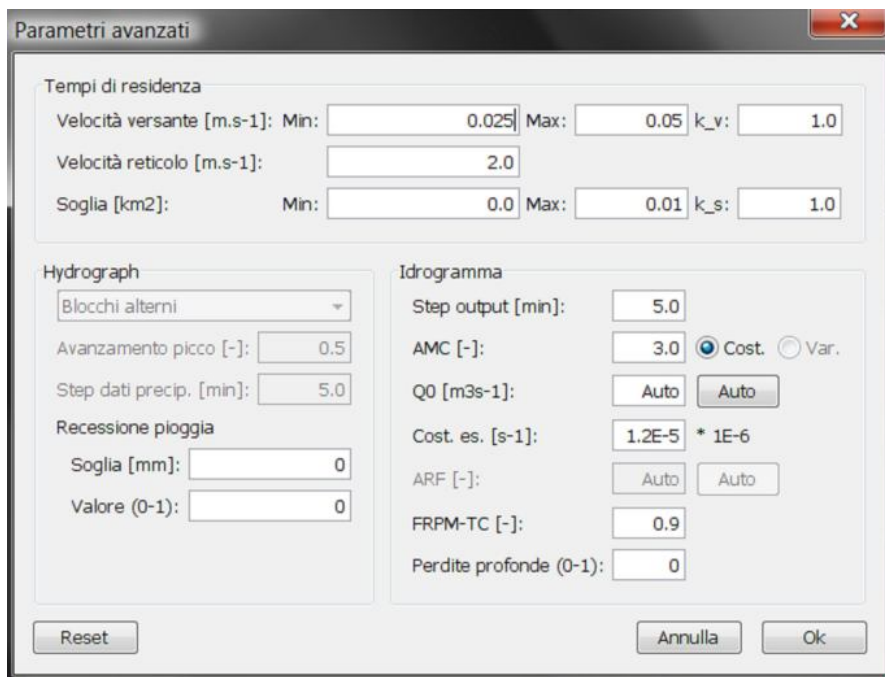 Parametri avanzati
Tempi di residenza
Velocità versante [m.s-1]: Min: 0.025 Max: 0.05 k_v: 1.0
Velocità reticolo [m.s-1]: 2.0
Soglia [km2]: Min: 0.0 Max: 0.01 k_s: 1.0
Hydrograph
Blocchi alterni
Avanzamento picco [-]: 0.5
Step dati precip. [min]: 5.0
Recessione pioggia
Soglia [mm]: 0
Valore (0-1): 0
Idrogramma
Step output [min]: 5.0
AMC [-]: 3.0 Cost. Var.
Q0 [m3s-1]: Auto Auto
Cost. es. [s-1]: 1.2E-5 * 1E-6
ARF [-]: Auto Auto
FRPM-TC [-]: 0.9
Perdite profonde (0-1): 0
Reset Annulla Ok